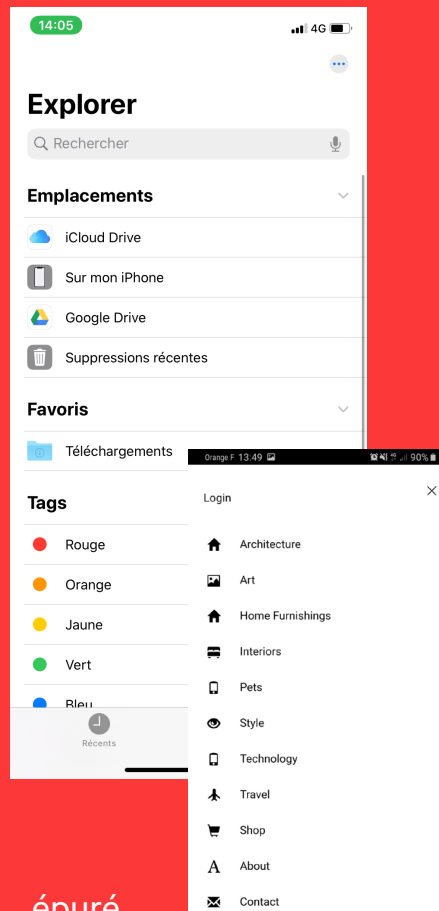 14:05
4G
Explorer
Rechercher
Emplacements
iCloud Drive
Sur mon iPhone
Google Drive
Suppressions récentes
Favoris
Téléchargements
Tags
Rouge
Orange
Jaune
Vert
Bleu
Récents
Orange F 13:49
90%
Login
Architecture
Art
Home Furnishings
Interiors
Pets
Style
Technology
Travel
Shop
A About
Contact
épuré